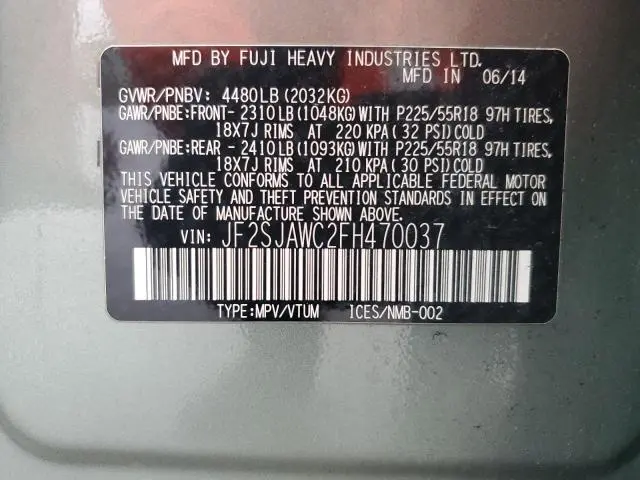 MFD BY FUJI HEAVY INDUSTRIES LTD.
MFD IN 06/14
GVWR/PNBV: 4480LB (2032KG)
GAWR/PNBE:FRONT- 2310LB(1048KG)WITH P225/55R18 97H TIRES,
18X7J RIMS AT 220 KPA(32 PSI)COLD
GAWR/PNBE:REAR - 2410LB(1093KG)WITH P225/55R18 97H TIRES,
18X7J RIMS AT 210 KPA(30 PSI)COLD
THIS VEHICLE CONFORMS TO ALL APPLICABLE FEDERAL MOTOR
VEHICLE SAFETY AND THEFT PREVENTION STANDARDS IN EFFECT ON
THE DATE OF MANUFACTURE SHOWN ABOVE.
VIN: JF2SJAWC2FH470037
TYPE:MPV/VTUM ICES/NMB-002